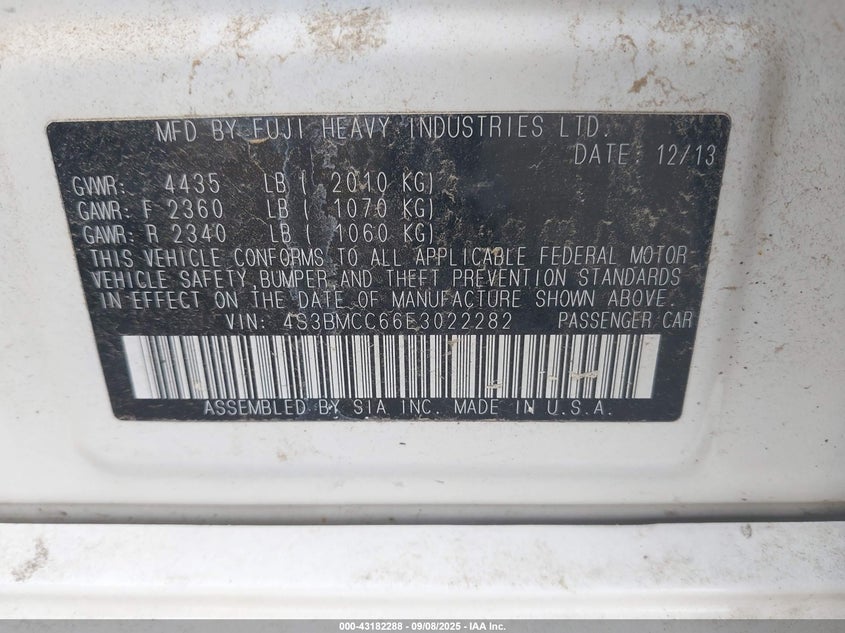 MFD BY FUJI HEAVY INDUSTRIES LTD.
DATE: 12/13
GVWR: 4435 LB ( 2010 KG)
GAWR: F 2360 LB ( 1070 KG)
GAWR: R 2340 LB ( 1060 KG)
THIS VEHICLE CONFORMS TO ALL APPLICABLE FEDERAL MOTOR
VEHICLE SAFETY,BUMPER,AND THEFT PREVENTION STANDARDS
IN EFFECT ON THE DATE OF MANUFACTURE SHOWN ABOVE.
VIN: 4S3BMCC66E3022282 PASSENGER CAR
ASSEMBLED BY SIA INC. MADE IN U.S.A.
000-43182288 - 09/08/2025 - IAA Inc.